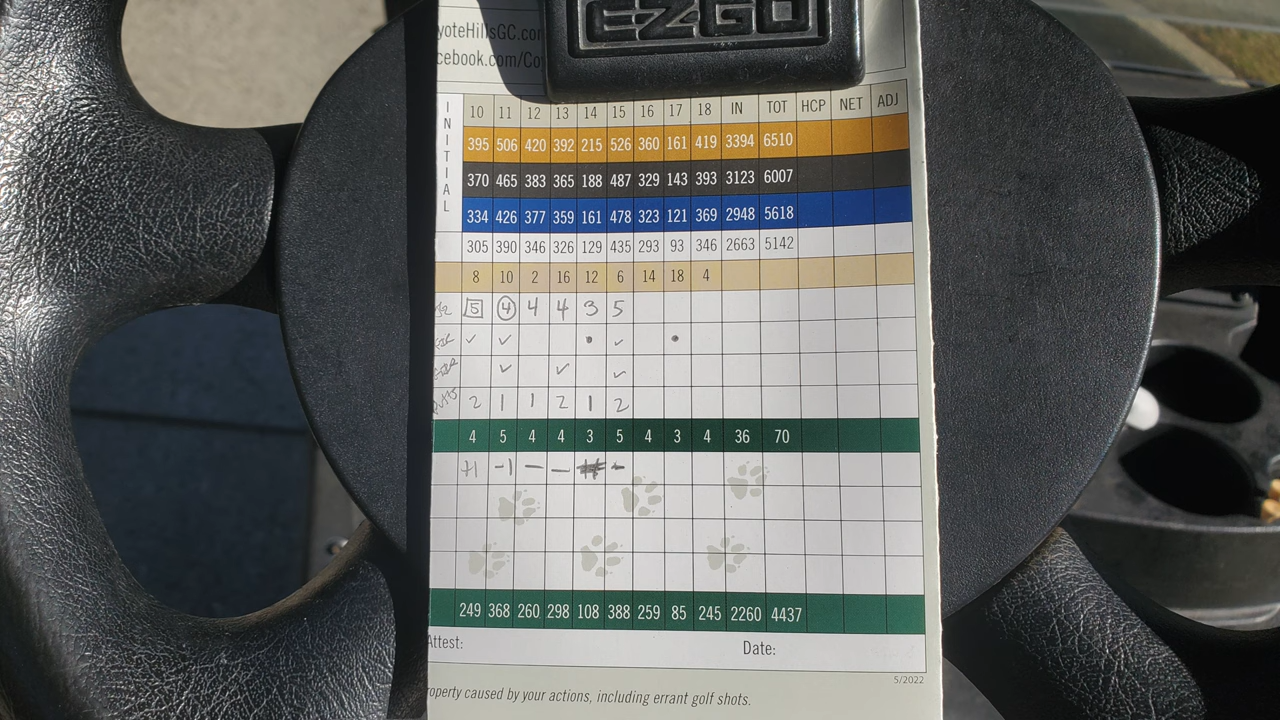 EZGO
yoteHillsGC.con
cebook.com/Co
INITIAL 10 11 12 13 14 15 16 17 18 IN TOT HCP NET ADJ
395 506 420 392 215 526 360 161 419 3394 6510
370 465 383 365 188 487 329 143 393 3123 6007
334 426 377 359 161 478 323 121 369 2948 5618
305 390 346 326 129 435 293 93 346 2663 5142
8 10 2 16 12 6 14 18 4
5 4 4 4 3 5
✓ ✓ • ✓ •
✓ ✓ ✓
2 1 1 2 1 2
4 5 4 4 3 5 4 3 4 36 70
+1 -1 - - -
249 368 260 298 108 388 259 85 245 2260 4437
Attest: Date:
5/2022
roperty caused by your actions, including errant golf shots.